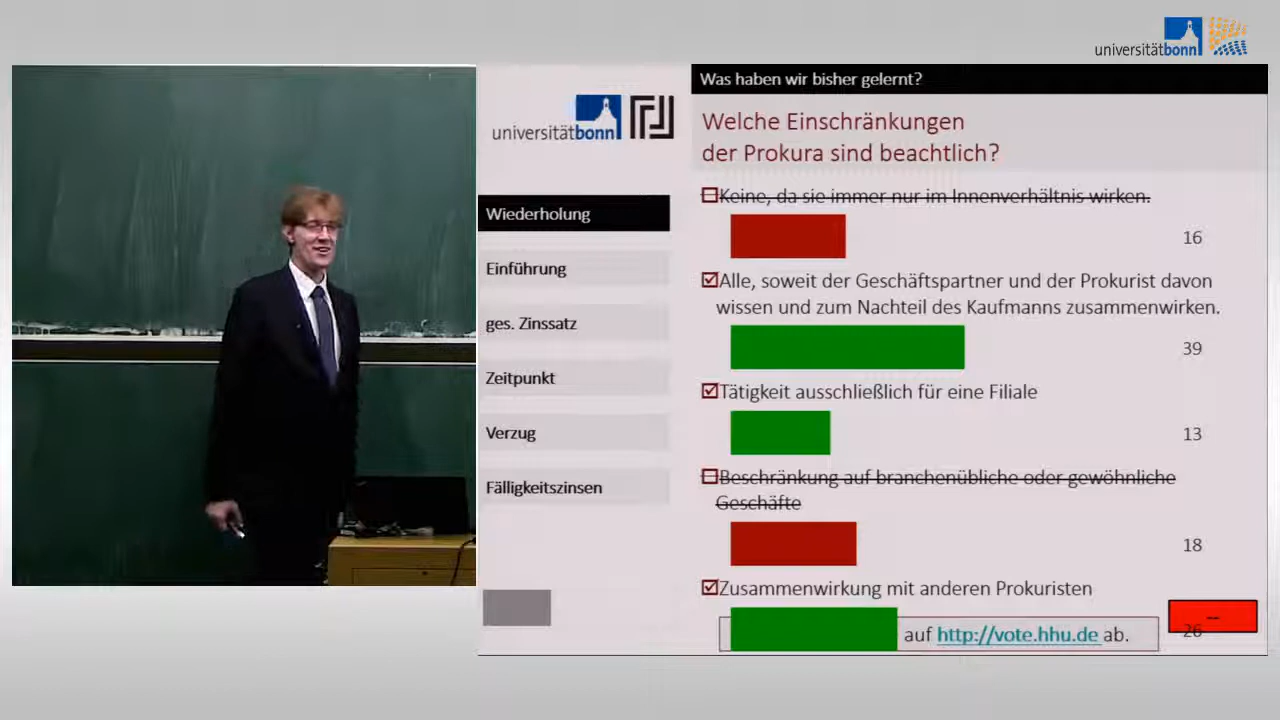 universitätbonn
Was haben wir bisher gelernt?
universitätbonn
Welche Einschränkungen
der Prokura sind beachtlich?
Wiederholung
Einführung
ges. Zinssatz
Zeitpunkt
Verzug
Fälligkeitszinsen
Keine, da sie immer nur im Innenverhältnis wirken.
16
Alle, soweit der Geschäftspartner und der Prokurist davon
wissen und zum Nachteil des Kaufmanns zusammenwirken.
39
Tätigkeit ausschließlich für eine Filiale
13
Beschränkung auf branchenübliche oder gewöhnliche
Geschäfte
18
Zusammenwirkung mit anderen Prokuristen
26
auf http://vote.hhu.de ab.